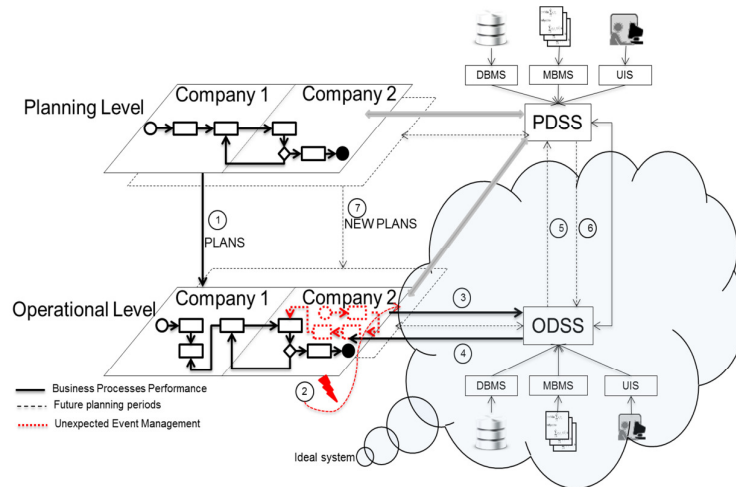 DBMS
MBMS
UIS
Planning Level
Company 1
Company 2
PDSS
1
PLANS
7
NEW PLANS
5
6
Operational Level
Company 1
Company 2
3
ODSS
4
2
Business Processes Performance
Future planning periods
Unexpected Event Management
DBMS
MBMS
UIS
Ideal system